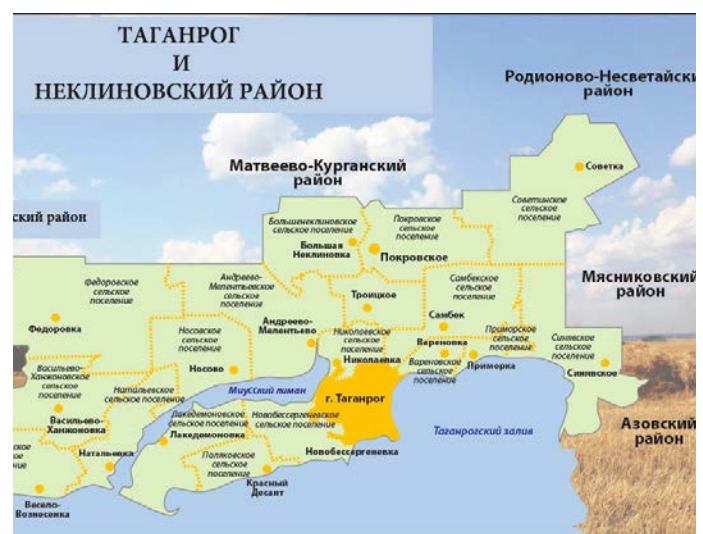 ТАГАНРОГ
И
НЕКЛИНОВСКИЙ РАЙОН
Родионово-Несветайски
район
Матвеево-Курганский
район
Советка
Советинское
сельское
поселение
ский район
Большенеклиновское
сельское поселение
Покровское
сельское
поселение
Большая
Неклиновка
Покровское
Мясниковский
район
Федоровское
сельское
поселение
Андреево-
Мелентьевское
сельское
поселение
Самбекское
сельское
поселение
Троицкое
Федоровка
Носовское
сельское
поселение
Андреево-
Мелентьево
Николаевское
сельское
поселение
Самбек
Приморское
сельское
поселение
Вареновка
Синявское
сельское
поселение
Васильево-
Ханжоновское
сельское
поселение
Носово
Николаевка
Вареновское
сельское
поселение
Приморка
Синявское
Натальевское
сельское
поселение
Миусский лиман
г. Таганрог
Васильево-
Ханжоновка
Лакедемоновское
сельское
поселение
Новобессергеневское
сельское поселение
Лакедемоновка
Таганрогский залив
Азовский
район
ское
ское
ние
Натальевка
Поляковское
сельское
поселение
Новобессергеневка
Красный
Десант
Весело-
Вознесенка